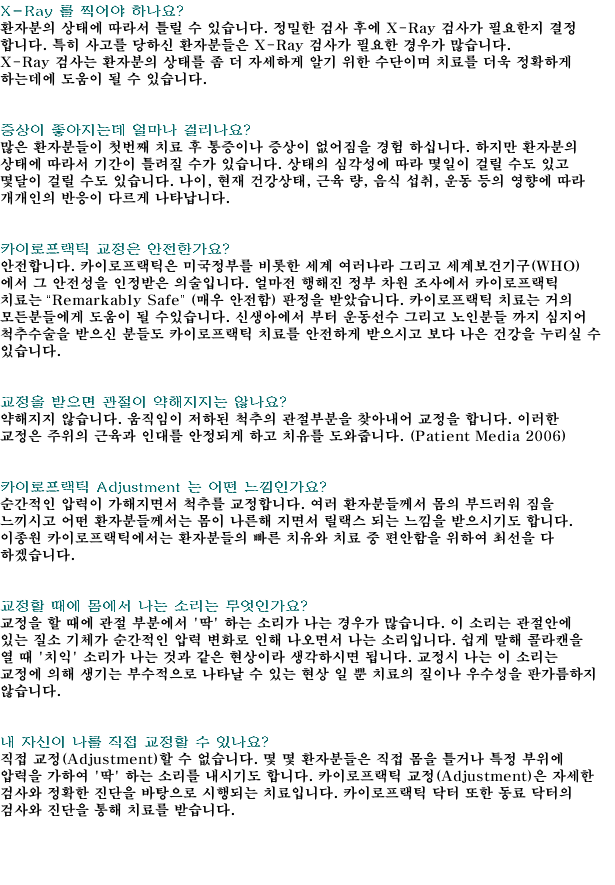 X-Ray 를 찍어야 하나요?
환자분의 상태에 따라서 틀릴 수 있습니다. 정밀한 검사 후에 X-Ray 검사가 필요한지 결정
합니다. 특히 사고를 당하신 환자분들은 X-Ray 검사가 필요한 경우가 많습니다.
X-Ray 검사는 환자분의 상태를 좀 더 자세하게 알기 위한 수단이며 치료를 더욱 정확하게
하는데에 도움이 될 수 있습니다.
증상이 좋아지는데 얼마나 걸리나요?
많은 환자분들이 첫번째 치료 후 통증이나 증상이 없어짐을 경험 하십니다. 하지만 환자분의
상태에 따라서 기간이 틀려질 수가 있습니다. 상태의 심각성에 따라 몇일이 걸릴 수도 있고
몇달이 걸릴 수도 있습니다. 나이, 현재 건강상태, 근육 량, 음식 섭취, 운동 등의 영향에 따라
개개인의 반응이 다르게 나타납니다.
카이로프랙틱 교정은 안전한가요?
안전합니다. 카이로프랙틱은 미국정부를 비롯한 세계 여러나라 그리고 세계보건기구(WHO)
에서 그 안전성을 인정받은 의술입니다. 얼마전 행해진 정부 차원 조사에서 카이로프랙틱
치료는 “Remarkably Safe” (매우 안전함) 판정을 받았습니다. 카이로프랙틱 치료는 거의
모든분들에게 도움이 될 수있습니다. 신생아에서 부터 운동선수 그리고 노인분들 까지 심지어
척추수술을 받으신 분들도 카이로프랙틱 치료를 안전하게 받으시고 보다 나은 건강을 누리실 수
있습니다.
교정을 받으면 관절이 약해지지는 않나요?
약해지지 않습니다. 움직임이 저하된 척추의 관절부분을 찾아내어 교정을 합니다. 이러한
교정은 주위의 근육과 인대를 안정되게 하고 치유를 도와줍니다. (Patient Media 2006)
카이로프랙틱 Adjustment 는 어떤 느낌인가요?
순간적인 압력이 가해지면서 척추를 교정합니다. 여러 환자분들께서 몸의 부드러워 짐을
느끼시고 어떤 환자분들께서는 몸이 나른해 지면서 릴랙스 되는 느낌을 받으시기도 합니다.
이종원 카이로프랙틱에서는 환자분들의 빠른 치유와 치료 중 편안함을 위하여 최선을 다
하겠습니다.
교정할 때에 몸에서 나는 소리는 무엇인가요?
교정을 할 때에 관절 부분에서 '딱' 하는 소리가 나는 경우가 많습니다. 이 소리는 관절안에
있는 질소 기체가 순간적인 압력 변화로 인해 나오면서 나는 소리입니다. 쉽게 말해 콜라캔을
열 때 '치익' 소리가 나는 것과 같은 현상이라 생각하시면 됩니다. 교정시 나는 이 소리는
교정에 의해 생기는 부수적으로 나타날 수 있는 현상 일 뿐 치료의 질이나 우수성을 판가름하지
않습니다.
내 자신이 나를 직접 교정할 수 있나요?
직접 교정(Adjustment)할 수 없습니다. 몇 몇 환자분들은 직접 몸을 틀거나 특정 부위에
압력을 가하여 '딱' 하는 소리를 내시기도 합니다. 카이로프랙틱 교정(Adjustment)은 자세한
검사와 정확한 진단을 바탕으로 시행되는 치료입니다. 카이로프랙틱 닥터 또한 동료 닥터의
검사와 진단을 통해 치료를 받습니다.